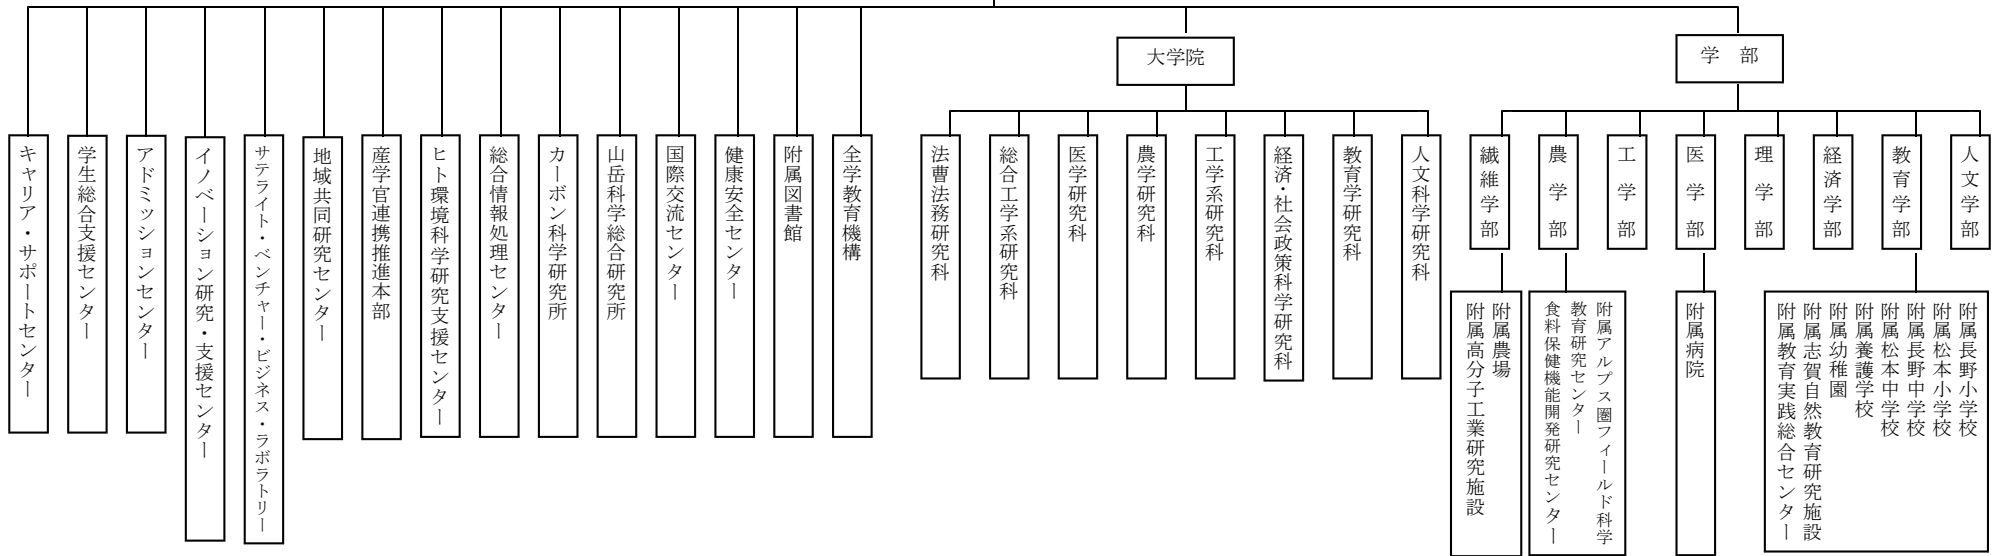 学　部
大学院
人文学部
教育学部
経済学部
理学部
医学部
工学部
農学部
繊維学部
附属長野小学校
附属松本小学校
附属長野中学校
附属松本中学校
附属養護学校
附属幼稚園
附属志賀自然教育研究施設
附属教育実践総合センター
附属病院
附属アルプス圏フィールド科学
教育研究センター
食料保健機能開発研究センター
附属農場
附属高分子工業研究施設
人文科学研究科
教育学研究科
経済・社会政策科学研究科
工学系研究科
農学研究科
医学研究科
総合工学系研究科
法曹法務研究科
全学教育機構
附属図書館
健康安全センター
国際交流センター
山岳科学総合研究所
カーボン科学研究所
総合情報処理センター
ヒト環境科学研究支援センター
産学官連携推進本部
地域共同研究センター
サテライト・ベンチャー・ビジネス・ラボラトリー
イノベーション研究・支援センター
アドミッションセンター
学生総合支援センター
キャリア・サポートセンター